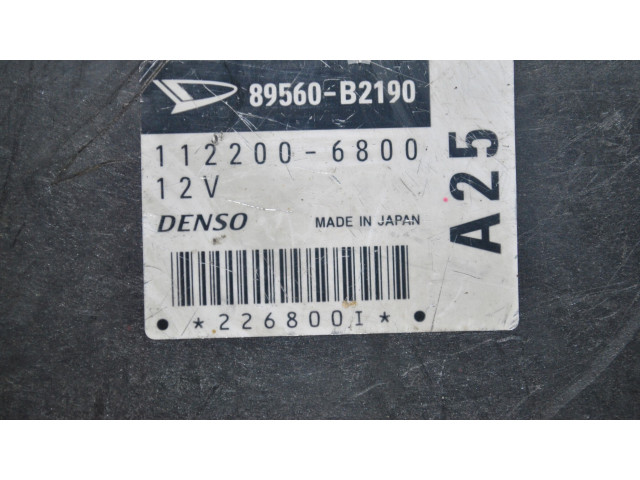 89560-B2190
112200-6800
12V
DENSO MADE IN JAPAN
*226800I*
A25